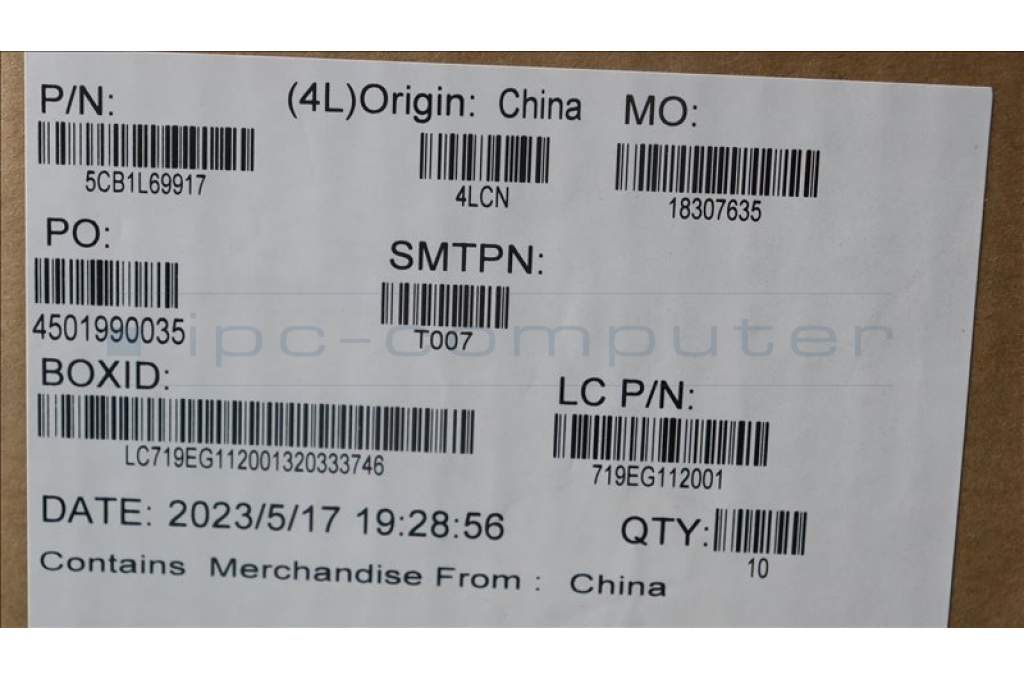 P/N:
(4L)Origin: China
MO:
5CB1L69917
4LCN
18307635
PO:
SMTPN:
4501990035
T007
ipc-computer
BOXID:
LC P/N:
LC719EG112001320333746
719EG112001
DATE: 2023/5/17 19:28:56
QTY:
10
Contains Merchandise From : China